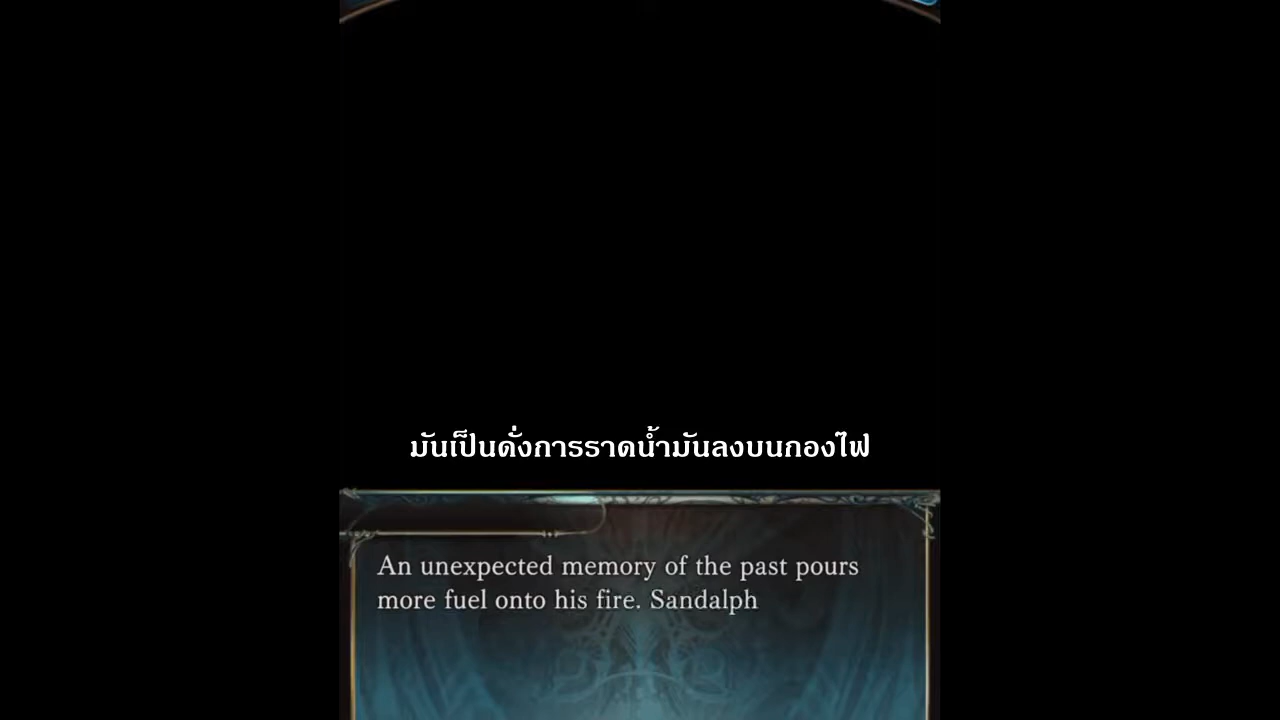 มันเป็นดั่งการราดน้ำมันลงบนกองไฟ
An unexpected memory of the past pours
more fuel onto his fire. Sandalph